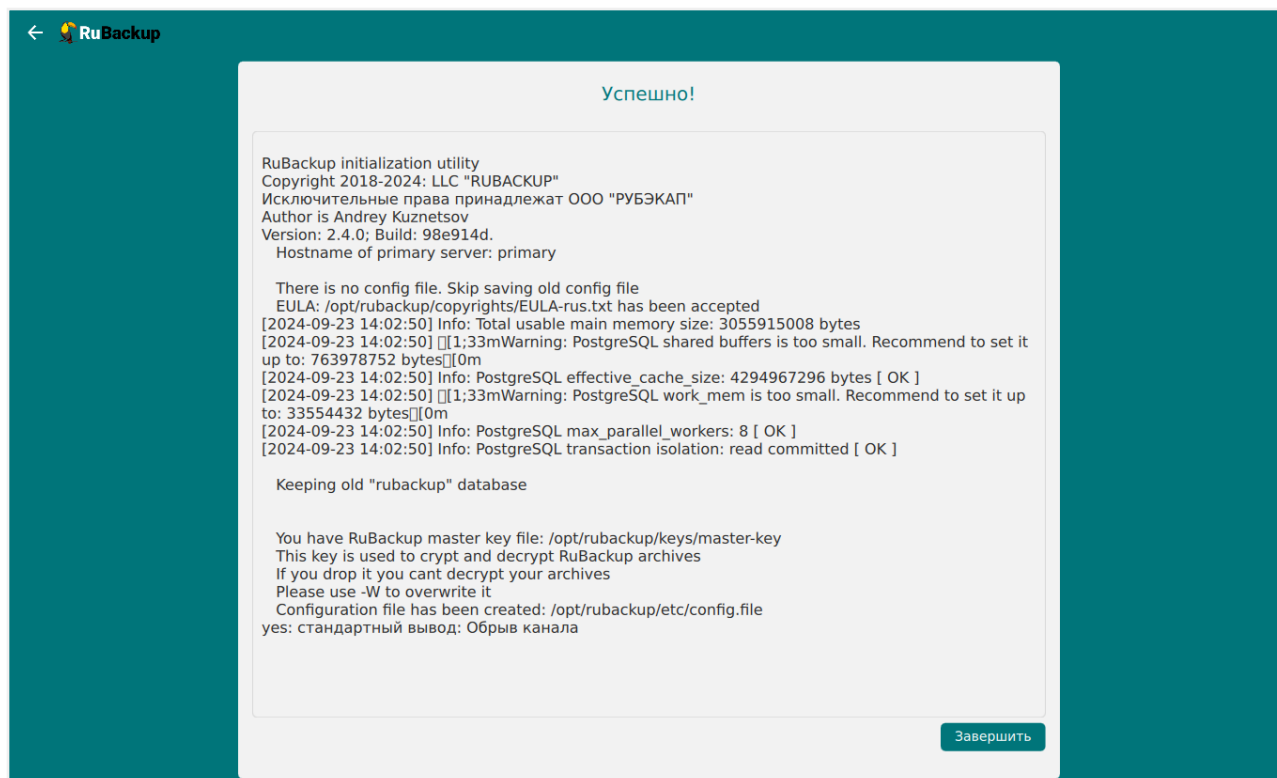 ← RuBackup
Успешно!
RuBackup initialization utility
Copyright 2018-2024: LLC "RUBACKUP"
Исключительные права принадлежат ООО "РУБЭКАП"
Author is Andrey Kuznetsov
Version: 2.4.0; Build: 98e914d.
Hostname of primary server: primary
There is no config file. Skip saving old config file
EULA: /opt/rubackup/copyrights/EULA-rus.txt has been accepted
[2024-09-23 14:02:50] Info: Total usable main memory size: 3055915008 bytes
[2024-09-23 14:02:50] ▯[1;33mWarning: PostgreSQL shared buffers is too small. Recommend to set it
up to: 763978752 bytes▯[0m
[2024-09-23 14:02:50] Info: PostgreSQL effective_cache_size: 4294967296 bytes [ OK ]
[2024-09-23 14:02:50] ▯[1;33mWarning: PostgreSQL work_mem is too small. Recommend to set it up
to: 33554432 bytes▯[0m
[2024-09-23 14:02:50] Info: PostgreSQL max_parallel_workers: 8 [ OK ]
[2024-09-23 14:02:50] Info: PostgreSQL transaction isolation: read committed [ OK ]
Keeping old "rubackup" database
You have RuBackup master key file: /opt/rubackup/keys/master-key
This key is used to crypt and decrypt RuBackup archives
If you drop it you cant decrypt your archives
Please use -W to overwrite it
Configuration file has been created: /opt/rubackup/etc/config.file
yes: стандартный вывод: Обрыв канала
Завершить